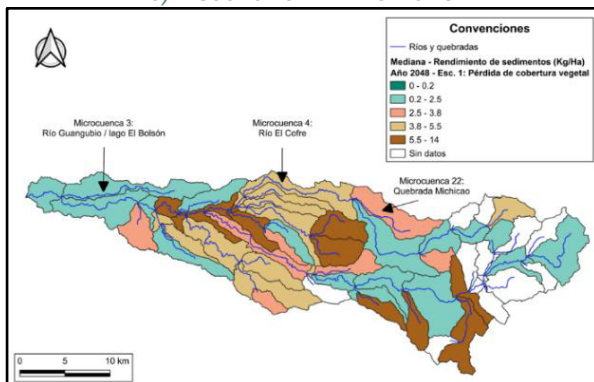 Convenciones
Ríos y quebradas
Mediana - Rendimiento de sedimentos (Kg/Ha)
Año 2048 - Esc. 1: Pérdida de cobertura vegetal
0 - 0.2
0.2 - 2.5
2.5 - 3.8
3.8 - 5.5
5.5 - 14
Sin datos
Microcuenca 3:
Río Guangubio / lago El Bolsón
Microcuenca 4:
Río El Cofre
Microcuenca 22:
Quebrada Michicao
0 5 10 km